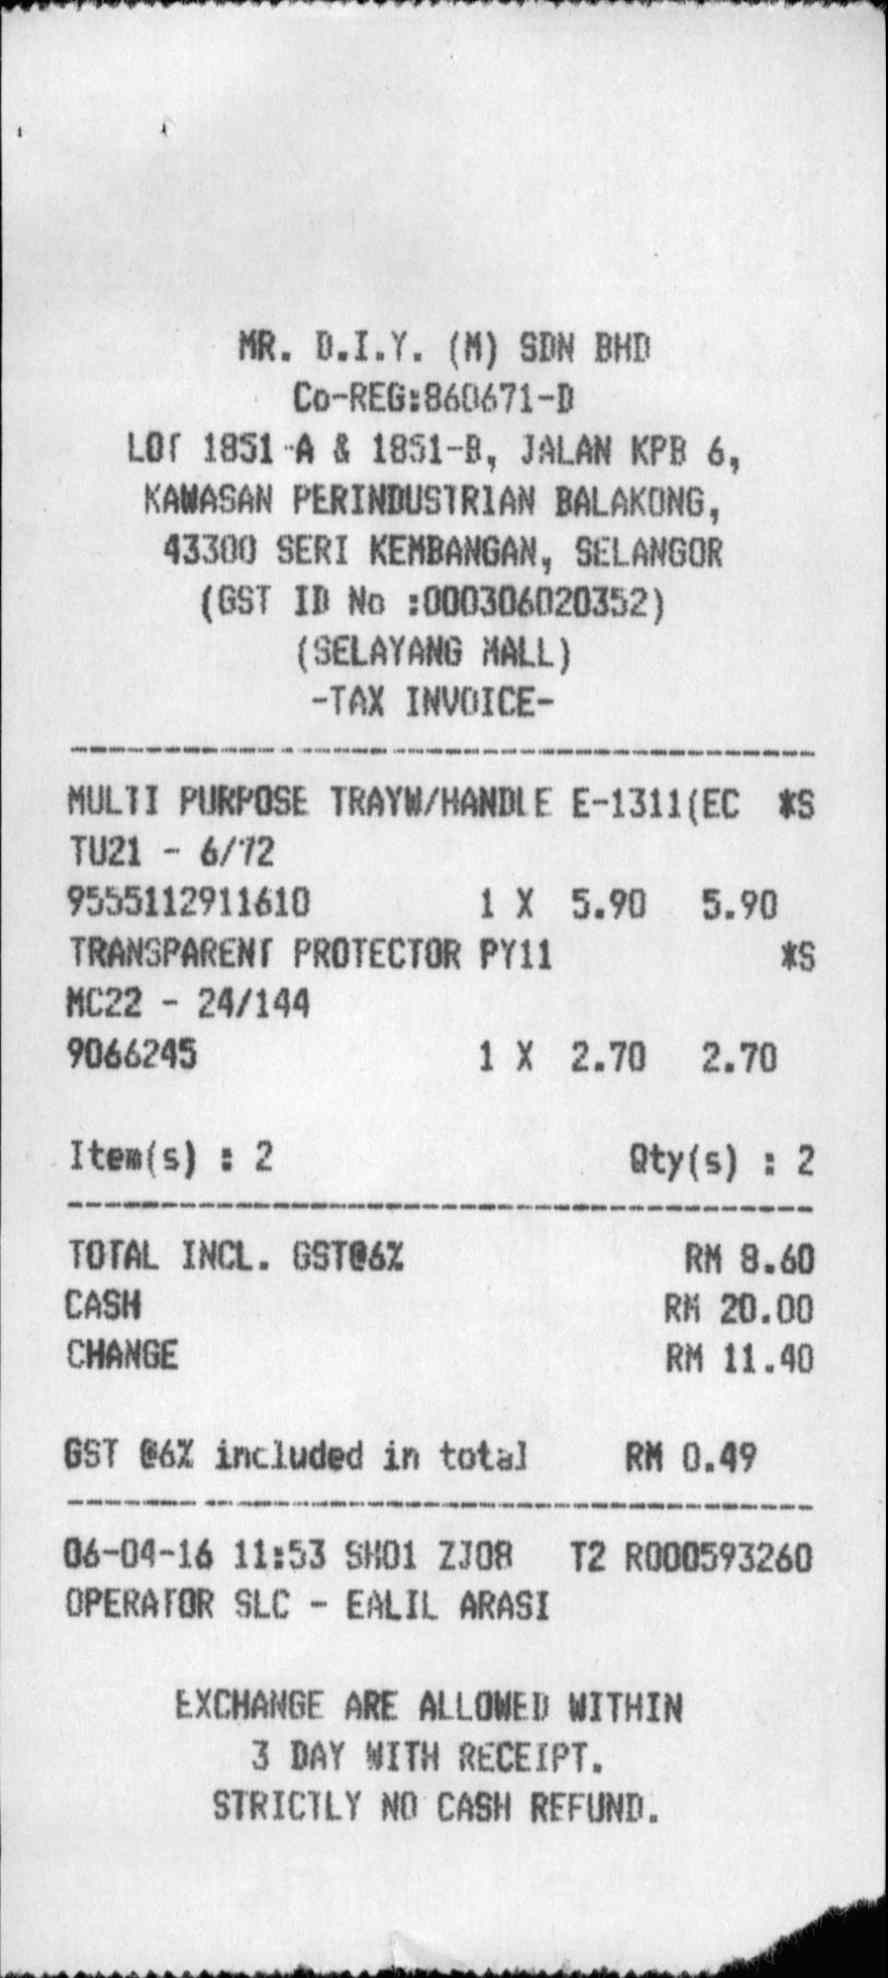 MR. D.I.Y. (M) SDN BHD
Co-REG:860671-D
LOT 1851-A & 1851-B, JALAN KPB 6,
KAWASAN PERINDUSTRIAN BALAKONG,
43300 SERI KEMBANGAN, SELANGOR
(GST ID No :000306020352)
(SELAYANG MALL)
-TAX INVOICE-
MULTI PURPOSE TRAYW/HANDLE E-1311(EC *S
TU21 - 6/72
9555112911610 1 X 5.90 5.90
TRANSPARENT PROTECTOR PY11 *S
MC22 - 24/144
9066245 1 X 2.70 2.70
Item(s) : 2 Qty(s) : 2
TOTAL INCL. GST@6% RM 8.60
CASH RM 20.00
CHANGE RM 11.40
GST @6% included in total RM 0.49
06-04-16 11:53 SH01 ZJ08 T2 R000593260
OPERATOR SLC - EALIL ARASI
EXCHANGE ARE ALLOWED WITHIN
3 DAY WITH RECEIPT.
STRICTLY NO CASH REFUND.